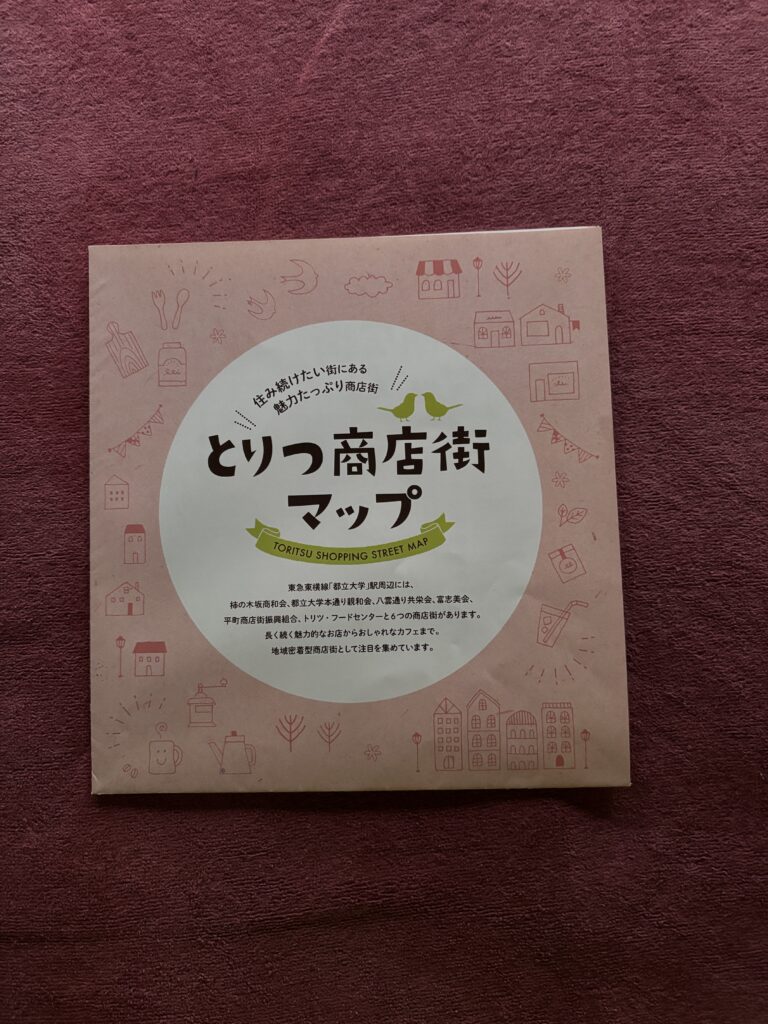 住み続けたい街にある
魅力たっぷり商店街
とりつ商店街
マップ
TORITSU SHOPPING STREET MAP
東急東横線「都立大学」駅周辺には、
柿の木坂商和会、都立大学本通り親和会、八雲通り共栄会、富志美会、
平町商店街振興組合、トリツ・フードセンターと6つの商店街があります。
長く続く魅力的なお店からおしゃれなカフェまで。
地域密着型商店街として注目を集めています。